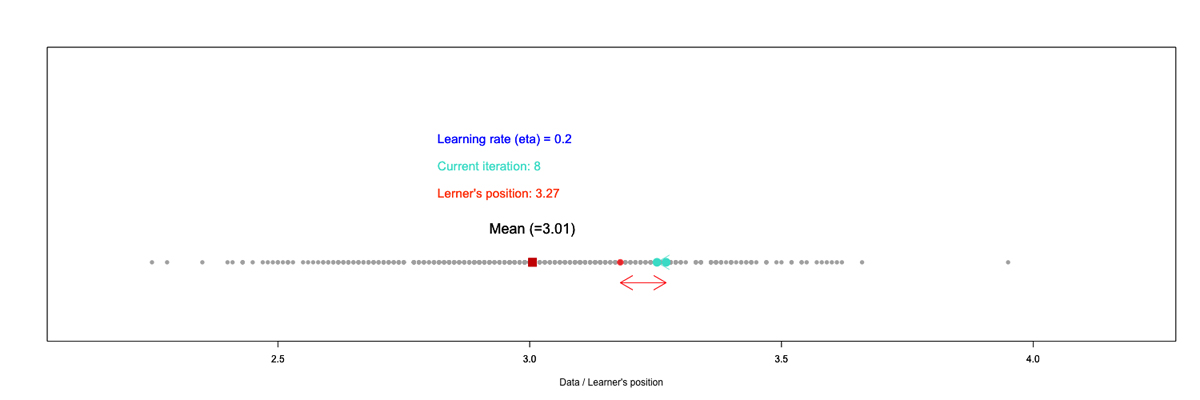 Learning rate (eta) = 0.2
Current iteration: 8
Lerner's position: 3.27
Mean (=3.01)
2.5 3.0 3.5 4.0
Data / Learner's position